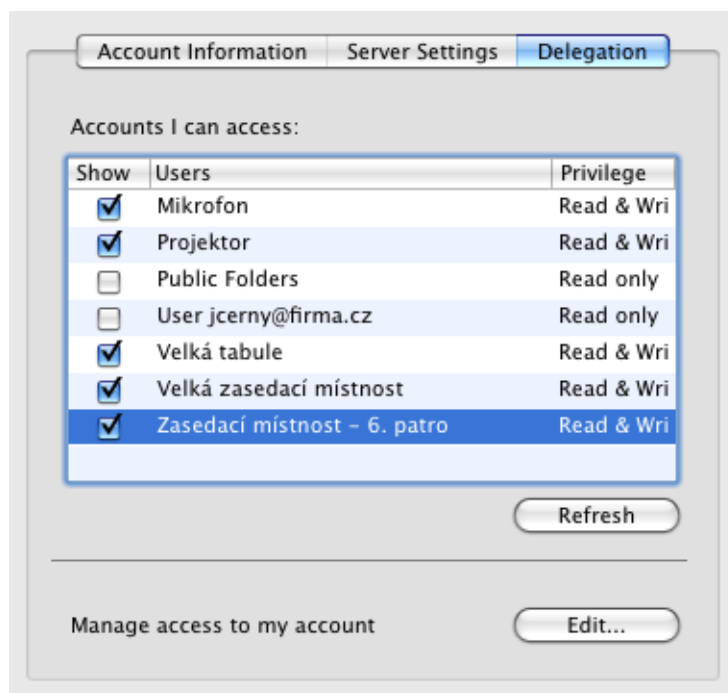 Account Information Server Settings Delegation
Accounts I can access:
Show Users Privilege
Mikrofon Read & Wri
Projektor Read & Wri
Public Folders Read only
User jcerny@firma.cz Read only
Velká tabule Read & Wri
Velká zasedací místnost Read & Wri
Zasedací místnost – 6. patro Read & Wri
Refresh
Manage access to my account Edit...